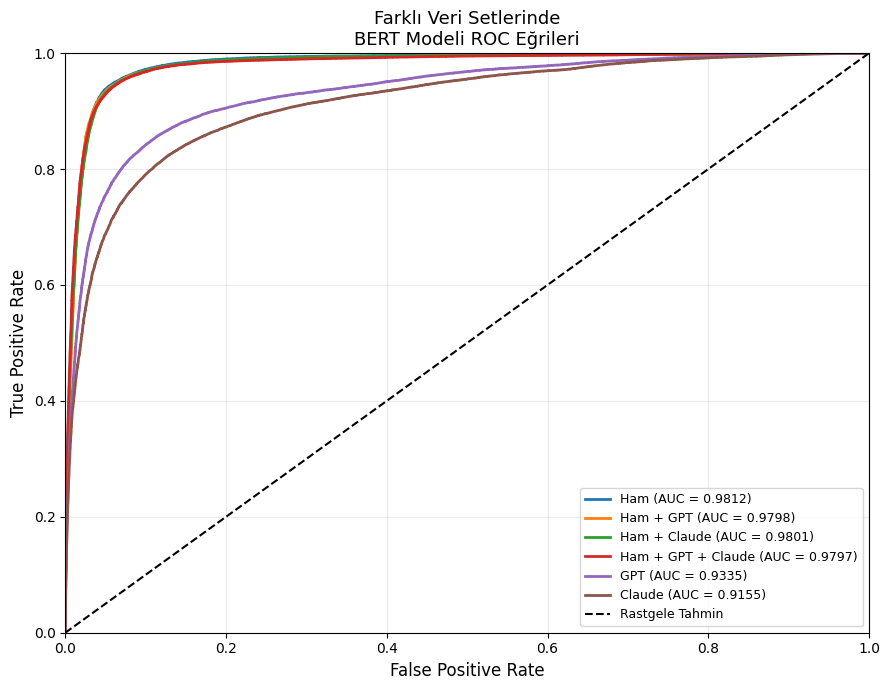 Farklı Veri Setlerinde
BERT Modeli ROC Eğrileri
True Positive Rate
1.0
0.8
0.6
0.4
0.2
0.0
0.0 0.2 0.4 0.6 0.8 1.0
False Positive Rate
Ham (AUC = 0.9812)
Ham + GPT (AUC = 0.9798)
Ham + Claude (AUC = 0.9801)
Ham + GPT + Claude (AUC = 0.9797)
GPT (AUC = 0.9335)
Claude (AUC = 0.9155)
Rastgele Tahmin